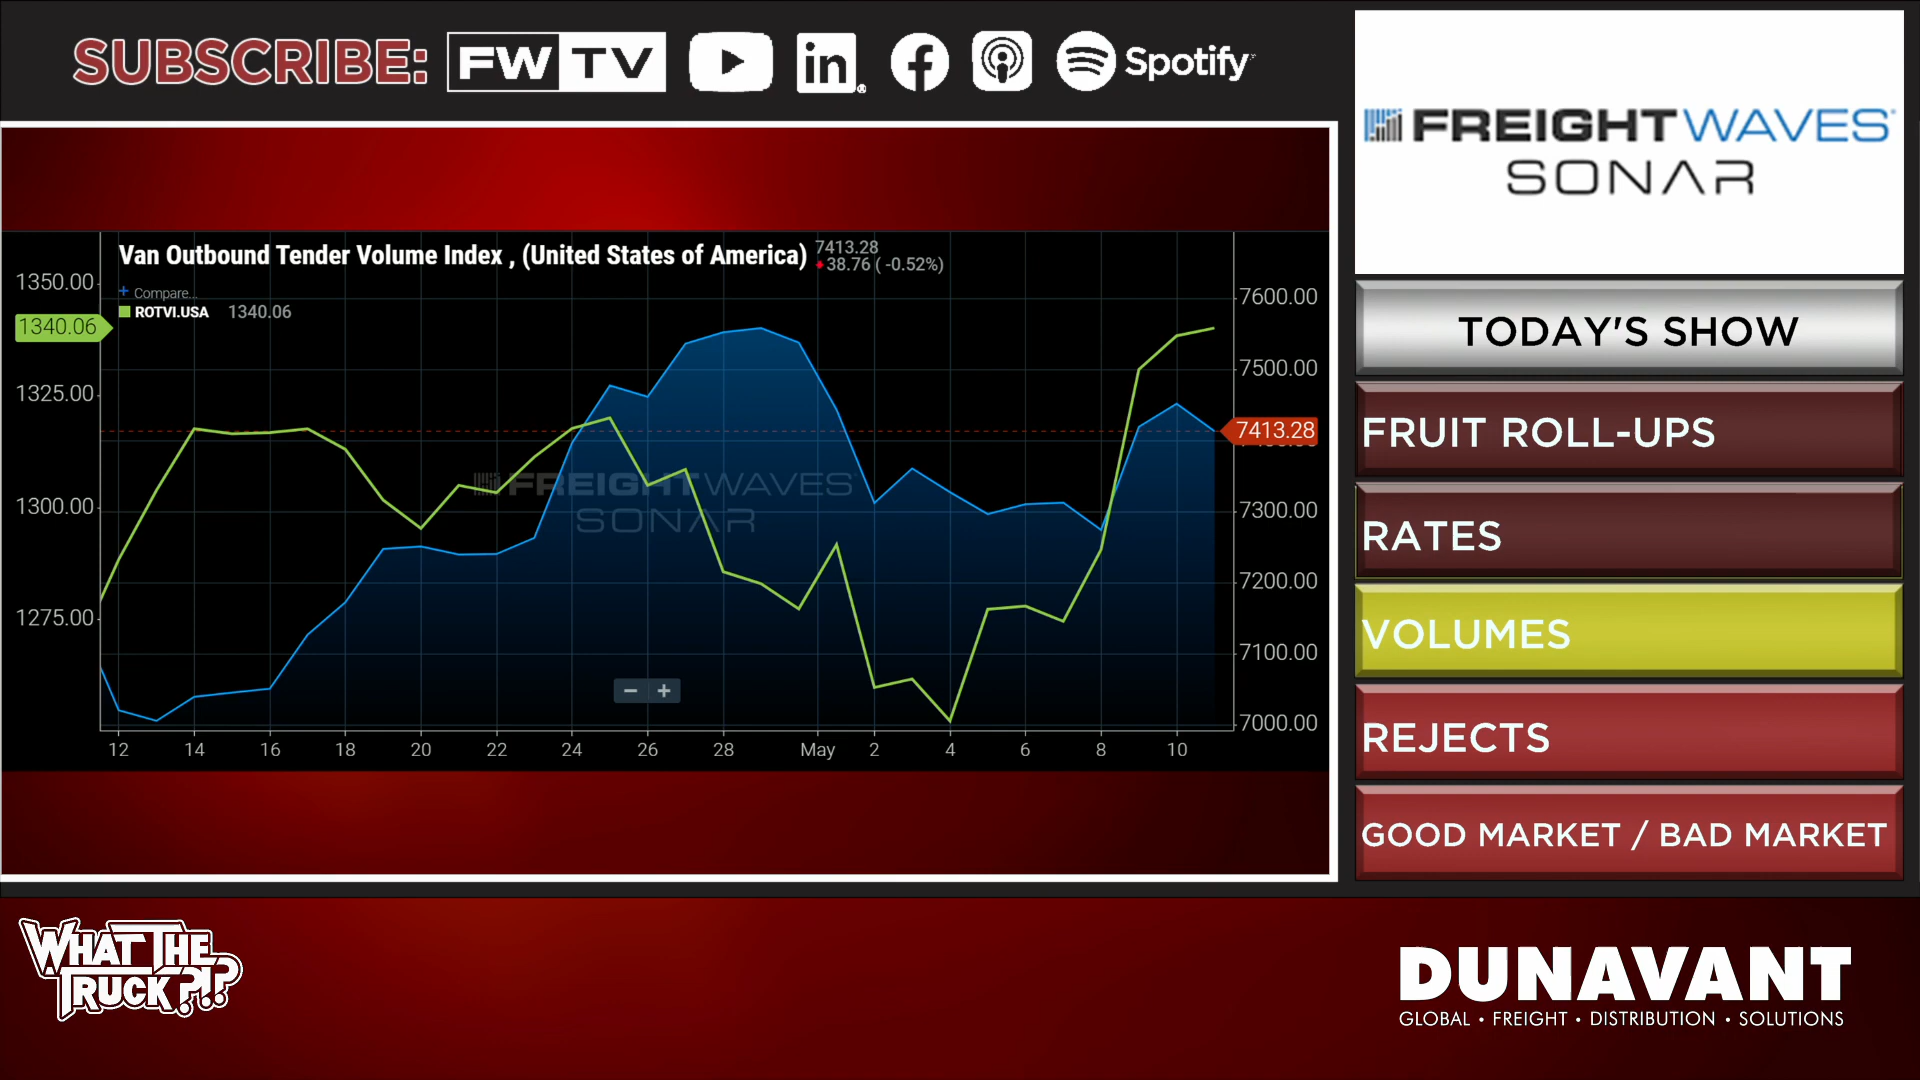 SUBSCRIBE: FW TV in Spotify
FREIGHTWAVES
SONAR
TODAY'S SHOW
FRUIT ROLL-UPS
RATES
VOLUMES
REJECTS
GOOD MARKET / BAD MARKET
Van Outbound Tender Volume Index , (United States of America)
7413.28
38.76 ( -0.52%)
+ Compare...
ROTVI.USA 1340.06
1350.00
1340.06
1325.00
1300.00
1275.00
7600.00
7500.00
7413.28
7300.00
7200.00
7100.00
7000.00
FREIGHTWAVES
SONAR
− +
12 14 16 18 20 22 24 26 28 May 2 4 6 8 10
WHAT THE
TRUCK?!?
DUNAVANT
GLOBAL • FREIGHT • DISTRIBUTION • SOLUTIONS